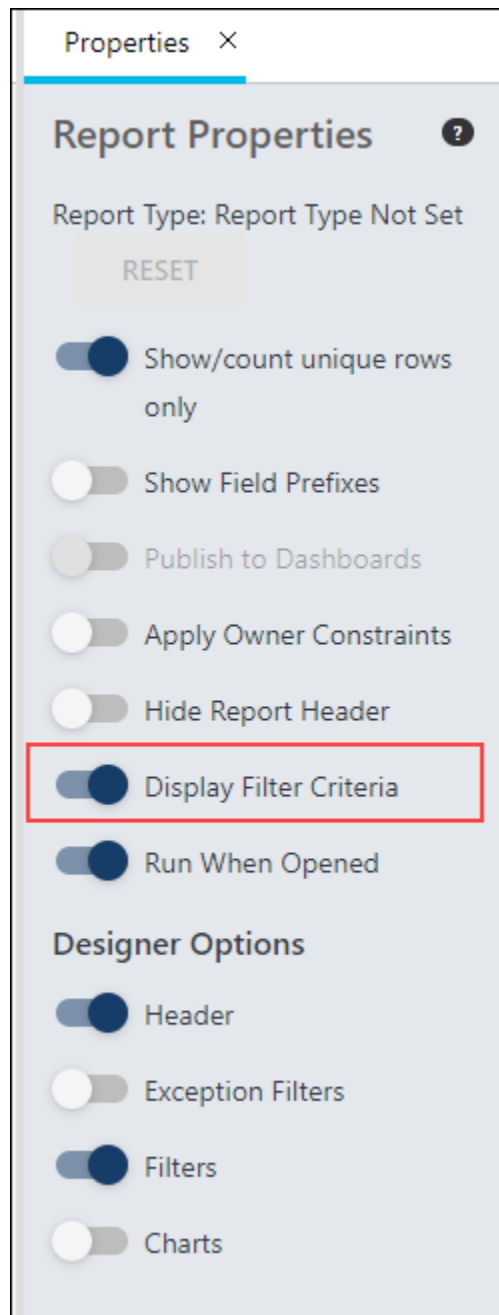 Properties ×
Report Properties ?
Report Type: Report Type Not Set
RESET
Show/count unique rows
only
Show Field Prefixes
Publish to Dashboards
Apply Owner Constraints
Hide Report Header
Display Filter Criteria
Run When Opened
Designer Options
Header
Exception Filters
Filters
Charts